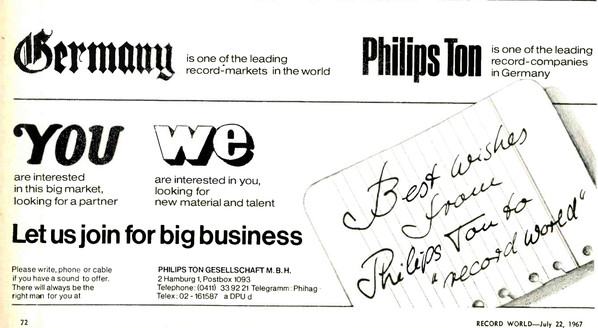 Germany is one of the leading
record-markets in the world
Philips Ton is one of the leading
record-companies
in Germany
YOU
are interested
in this big market,
looking for a partner
we
are interested in you,
looking for
new material and talent
Let us join for big business
Best wishes
from
Philips Ton to
"record world"
Please write, phone or cable
if you have a sound to offer.
There will always be the
right man for you at
PHILIPS TON GESELLSCHAFT M.B.H.
2 Hamburg 1, Postbox 1093
Telephone: (0411) 33 92 21 Telegramm: Philhag
Telex: 02 - 161587 a DPU d
72
RECORD WORLD—July 22, 1967